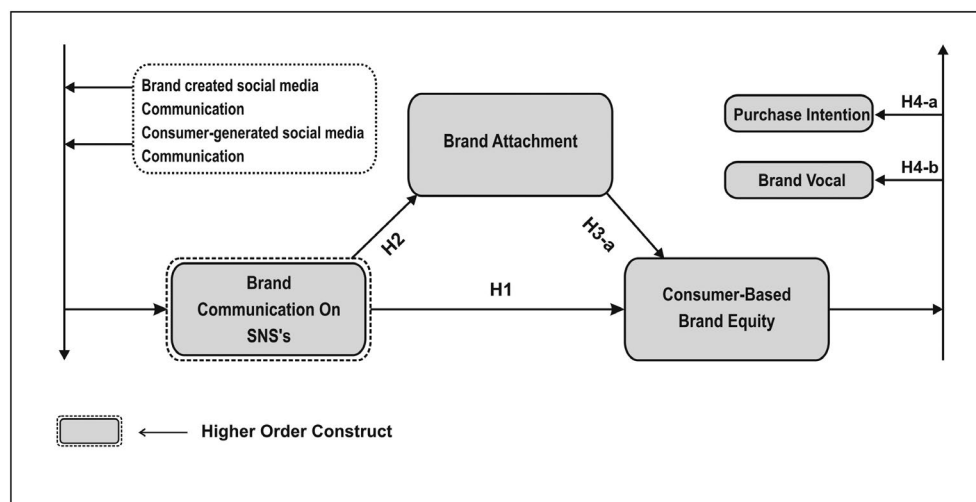 Brand created social media
Communication
Consumer-generated social media
Communication
Brand Attachment
Purchase Intention
H4-a
Brand Vocal
H4-b
H2
H3-a
Brand
Communication On
SNS's
H1
Consumer-Based
Brand Equity
Higher Order Construct